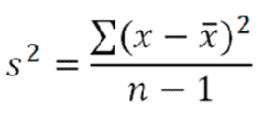 s² = ∑(x − x̄)² / n − 1